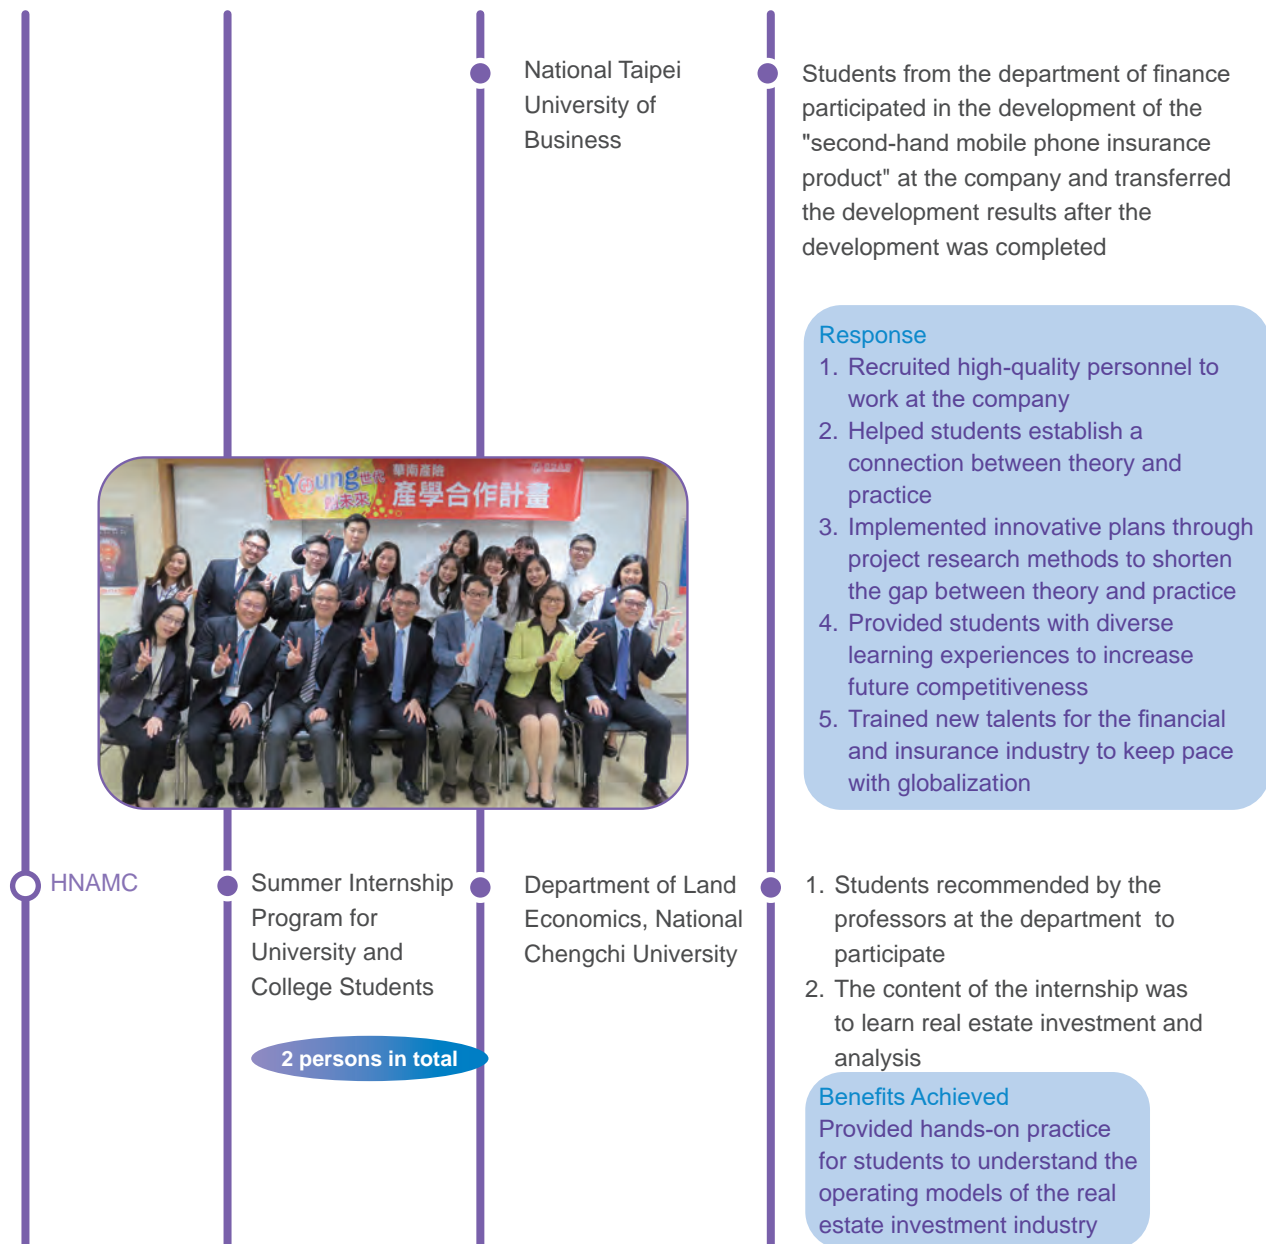 National Taipei
University of
Business
Students from the department of finance
participated in the development of the
"second-hand mobile phone insurance
product" at the company and transferred
the development results after the
development was completed
Response
1. Recruited high-quality personnel to
work at the company
2. Helped students establish a
connection between theory and
practice
3. Implemented innovative plans through
project research methods to shorten
the gap between theory and practice
4. Provided students with diverse
learning experiences to increase
future competitiveness
5. Trained new talents for the financial
and insurance industry to keep pace
with globalization
Young世代
未來
華南產險
產學合作計畫
HNAMC
Summer Internship
Program for
University and
College Students
2 persons in total
Department of Land
Economics, National
Chengchi University
1. Students recommended by the
professors at the department to
participate
2. The content of the internship was
to learn real estate investment and
analysis
Benefits Achieved
Provided hands-on practice
for students to understand the
operating models of the real
estate investment industry